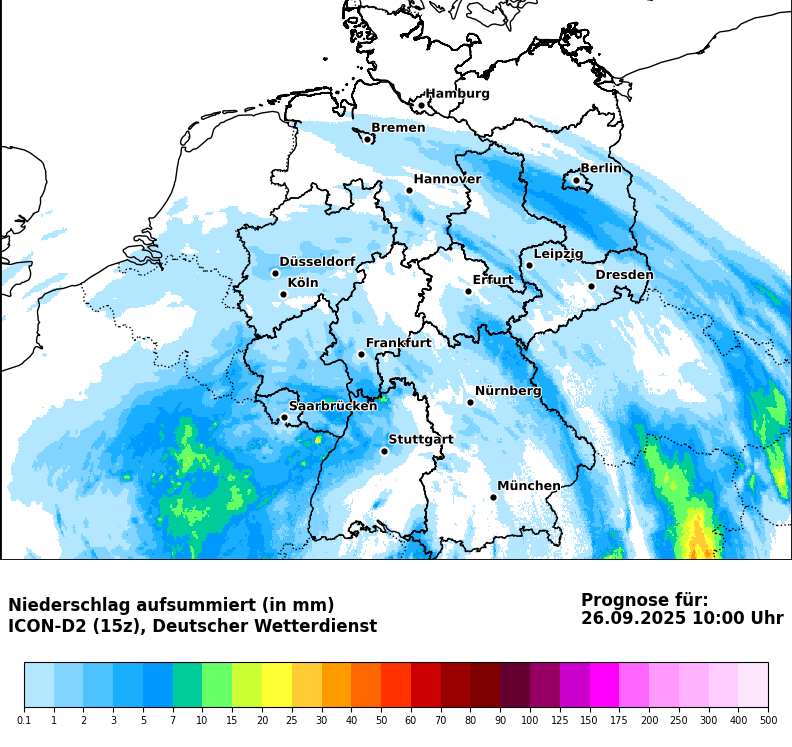 Hamburg
Bremen
Berlin
Hannover
Leipzig
Düsseldorf
Dresden
Köln
Erfurt
Frankfurt
Nürnberg
Saarbrücken
Stuttgart
München
Niederschlag aufsummiert (in mm)
ICON-D2 (15z), Deutscher Wetterdienst
Prognose für:
26.09.2025 10:00 Uhr
0.1 1 2 3 5 7 10 15 20 25 30 40 50 60 70 80 90 100 125 150 175 200 250 300 400 500